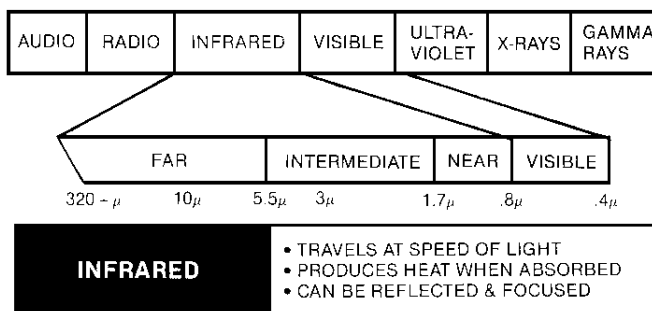 AUDIO RADIO INFRARED VISIBLE ULTRA-
VIOLET X-RAYS GAMMA
RAYS
FAR INTERMEDIATE NEAR VISIBLE
320 - μ 10μ 5.5μ 3μ 1.7μ .8μ .4μ
INFRARED
• TRAVELS AT SPEED OF LIGHT
• PRODUCES HEAT WHEN ABSORBED
• CAN BE REFLECTED & FOCUSED